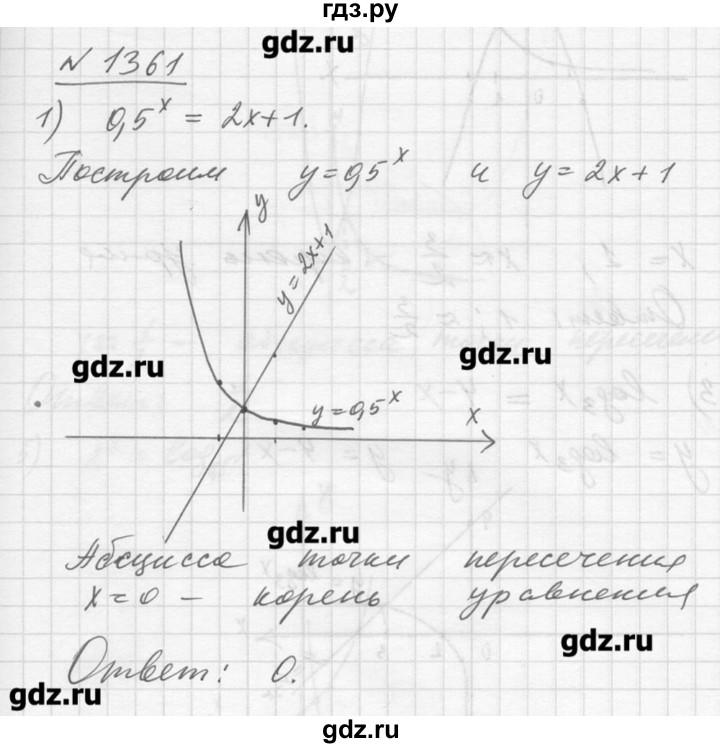 гдз.ру
gdz.ru
№ 1361
1) 0,5^x = 2x+1.
Построим y=0,5^x и y=2x+1
y
y=2x+1
gdz.ru
gdz.ru
y=0,5^x
x
gdz.ru
Абсцисса точки пересечения
x=0 – корень уравнения
gdz.ru
Ответ: 0.
gdz.ru
gdz.ru